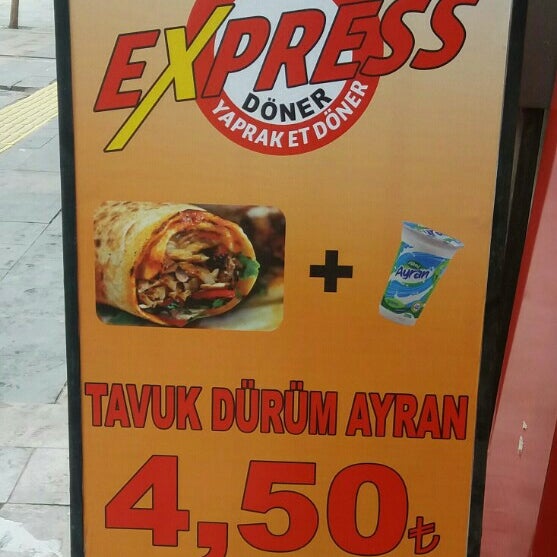 EXPRESS
DÖNER
YAPRAK ET DÖNER
+
Ayran
TAVUK DÜRÜM AYRAN
4,50₺